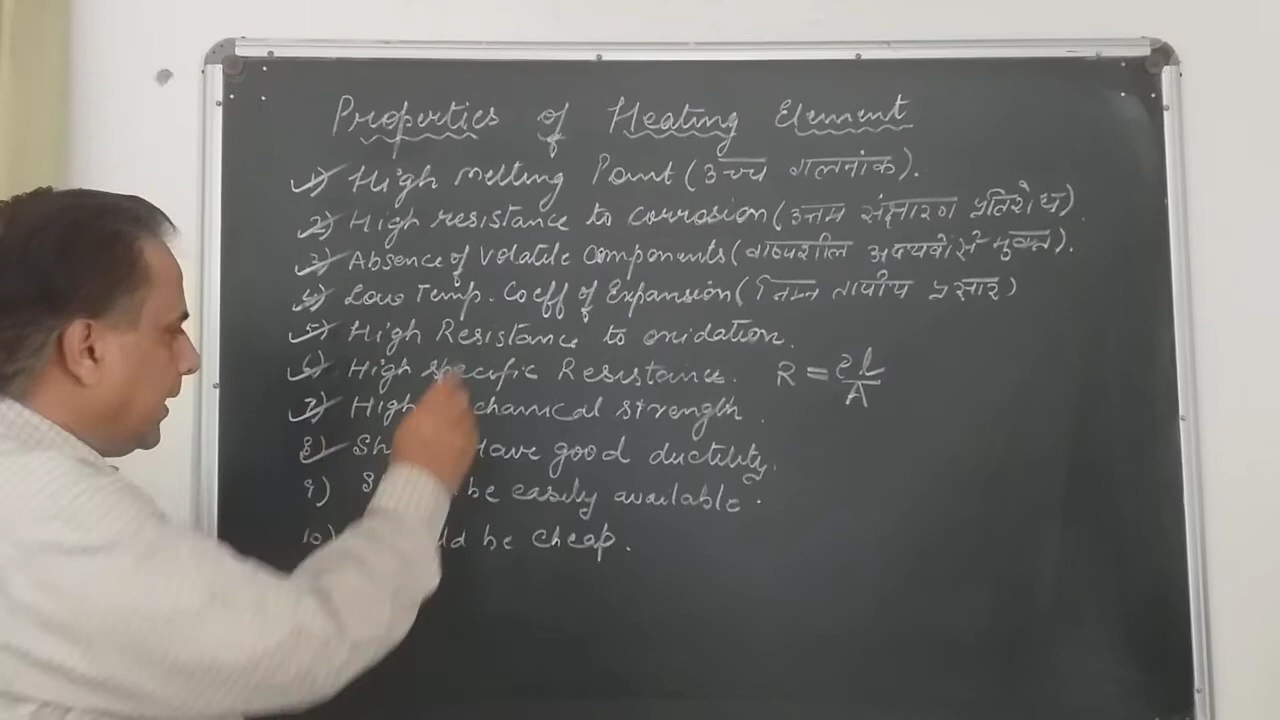 Properties of Heating Element
1) High Melting Point (उच्च गलनांक).
2) High resistance to corrosion (उत्तम संक्षारण प्रतिरोध).
3) Absence of Volatile Components (वाष्पशील अवयवों से मुक्त).
4) Low Temp. Coeff of Expansion (निम्न तापीय प्रसार)
5) High Resistance to oxidation.
6) High specific Resistance. R = ρl/A
7) High strength.
8) Have good ductility.
9) be easily available.
10) be cheap.